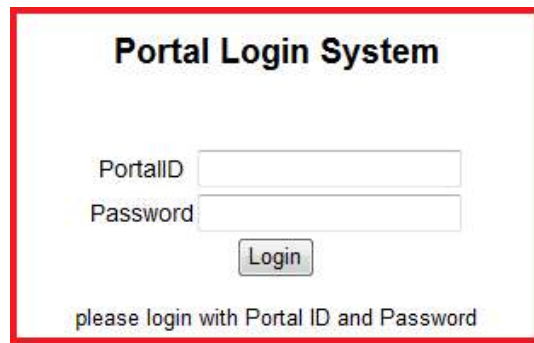 Portal Login System
PortalID
Password
Login
please login with Portal ID and Password